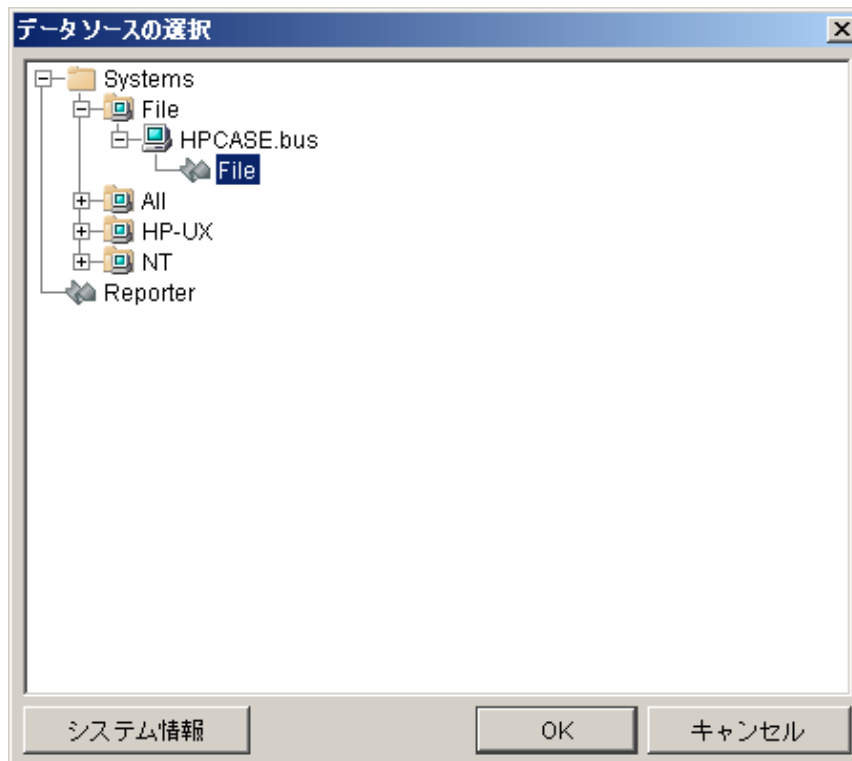 データソースの選択
Systems
File
HPCASE.bus
File
All
HP-UX
NT
Reporter
システム情報
OK
キャンセル